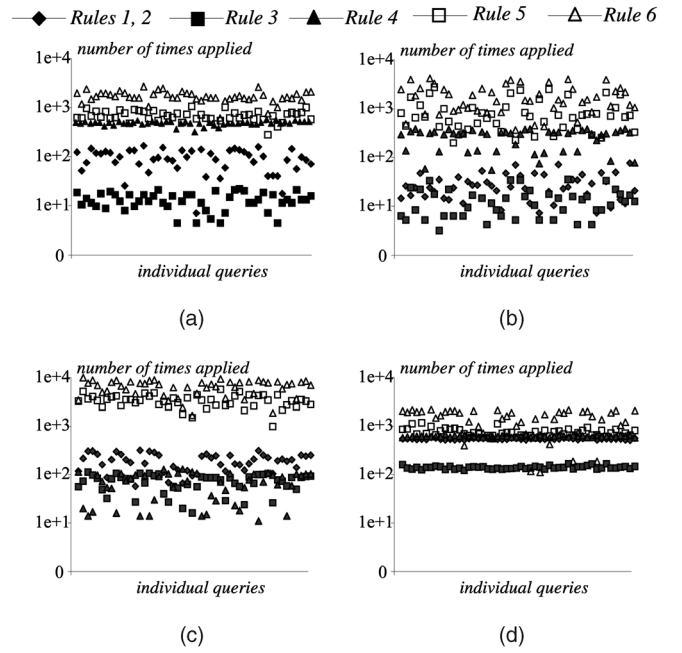 Rules 1, 2 Rule 3 Rule 4 Rule 5 Rule 6
number of times applied number of times applied
1e+4 1e+4
1e+3 1e+3
1e+2 1e+2
1e+1 1e+1
0 0
individual queries individual queries
(a) (b)
number of times applied number of times applied
1e+4 1e+4
1e+3 1e+3
1e+2 1e+2
1e+1 1e+1
0 0
individual queries individual queries
(c) (d)